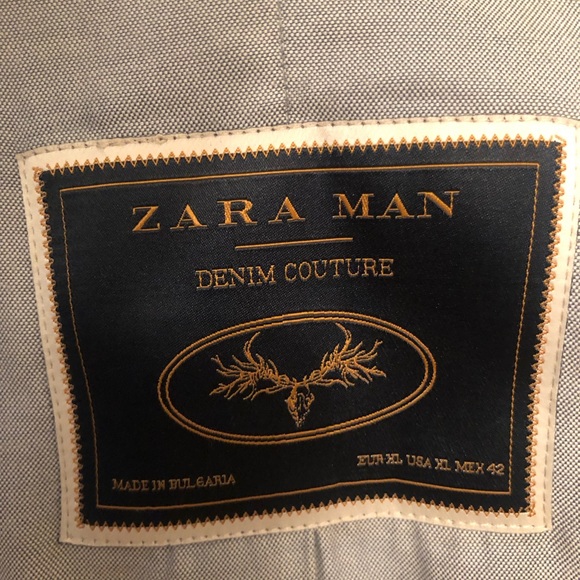 ZARA MAN
DENIM COUTURE
MADE IN BULGARIA
EUR XL USA XL MEX 42